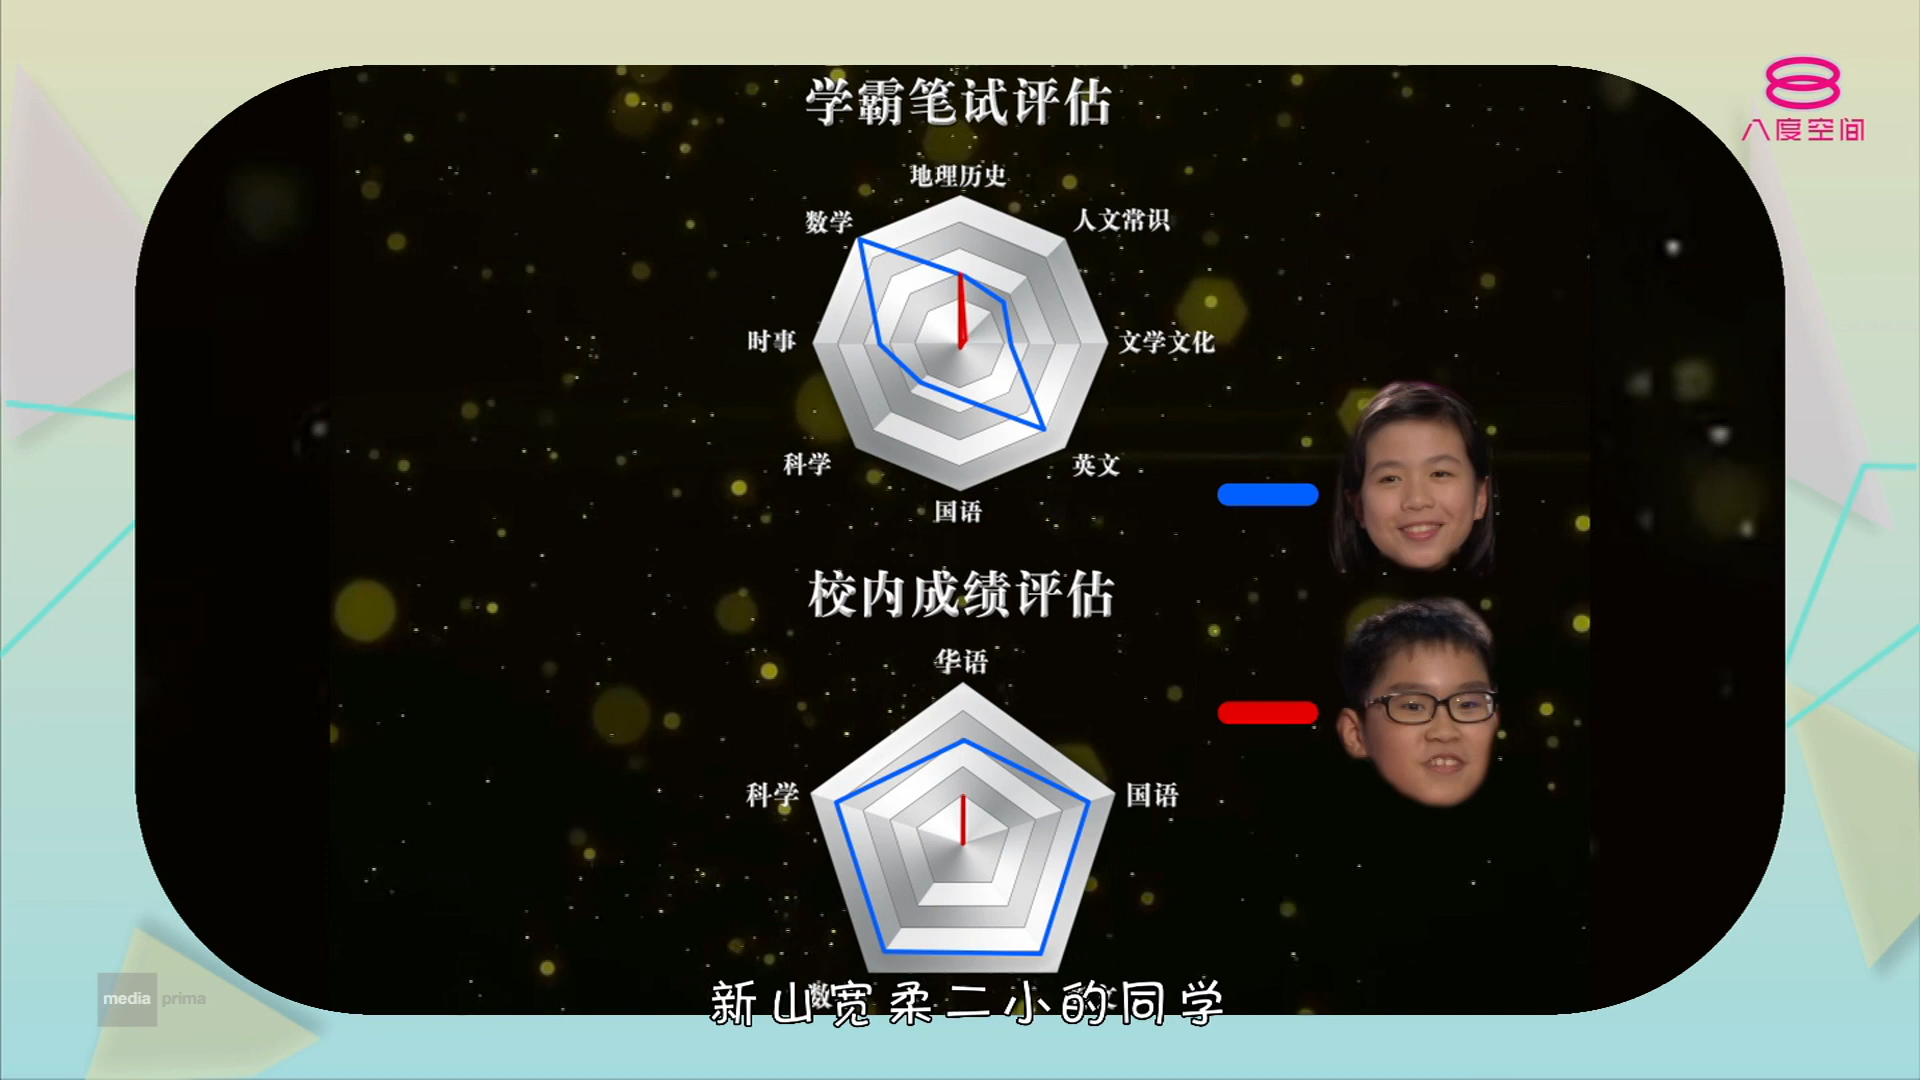 学霸笔试评估
八度空间
地理历史
数学
人文常识
时事
文学文化
科学
英文
国语
校内成绩评估
华语
科学
国语
数
文
新山宽柔二小的同学
media prima